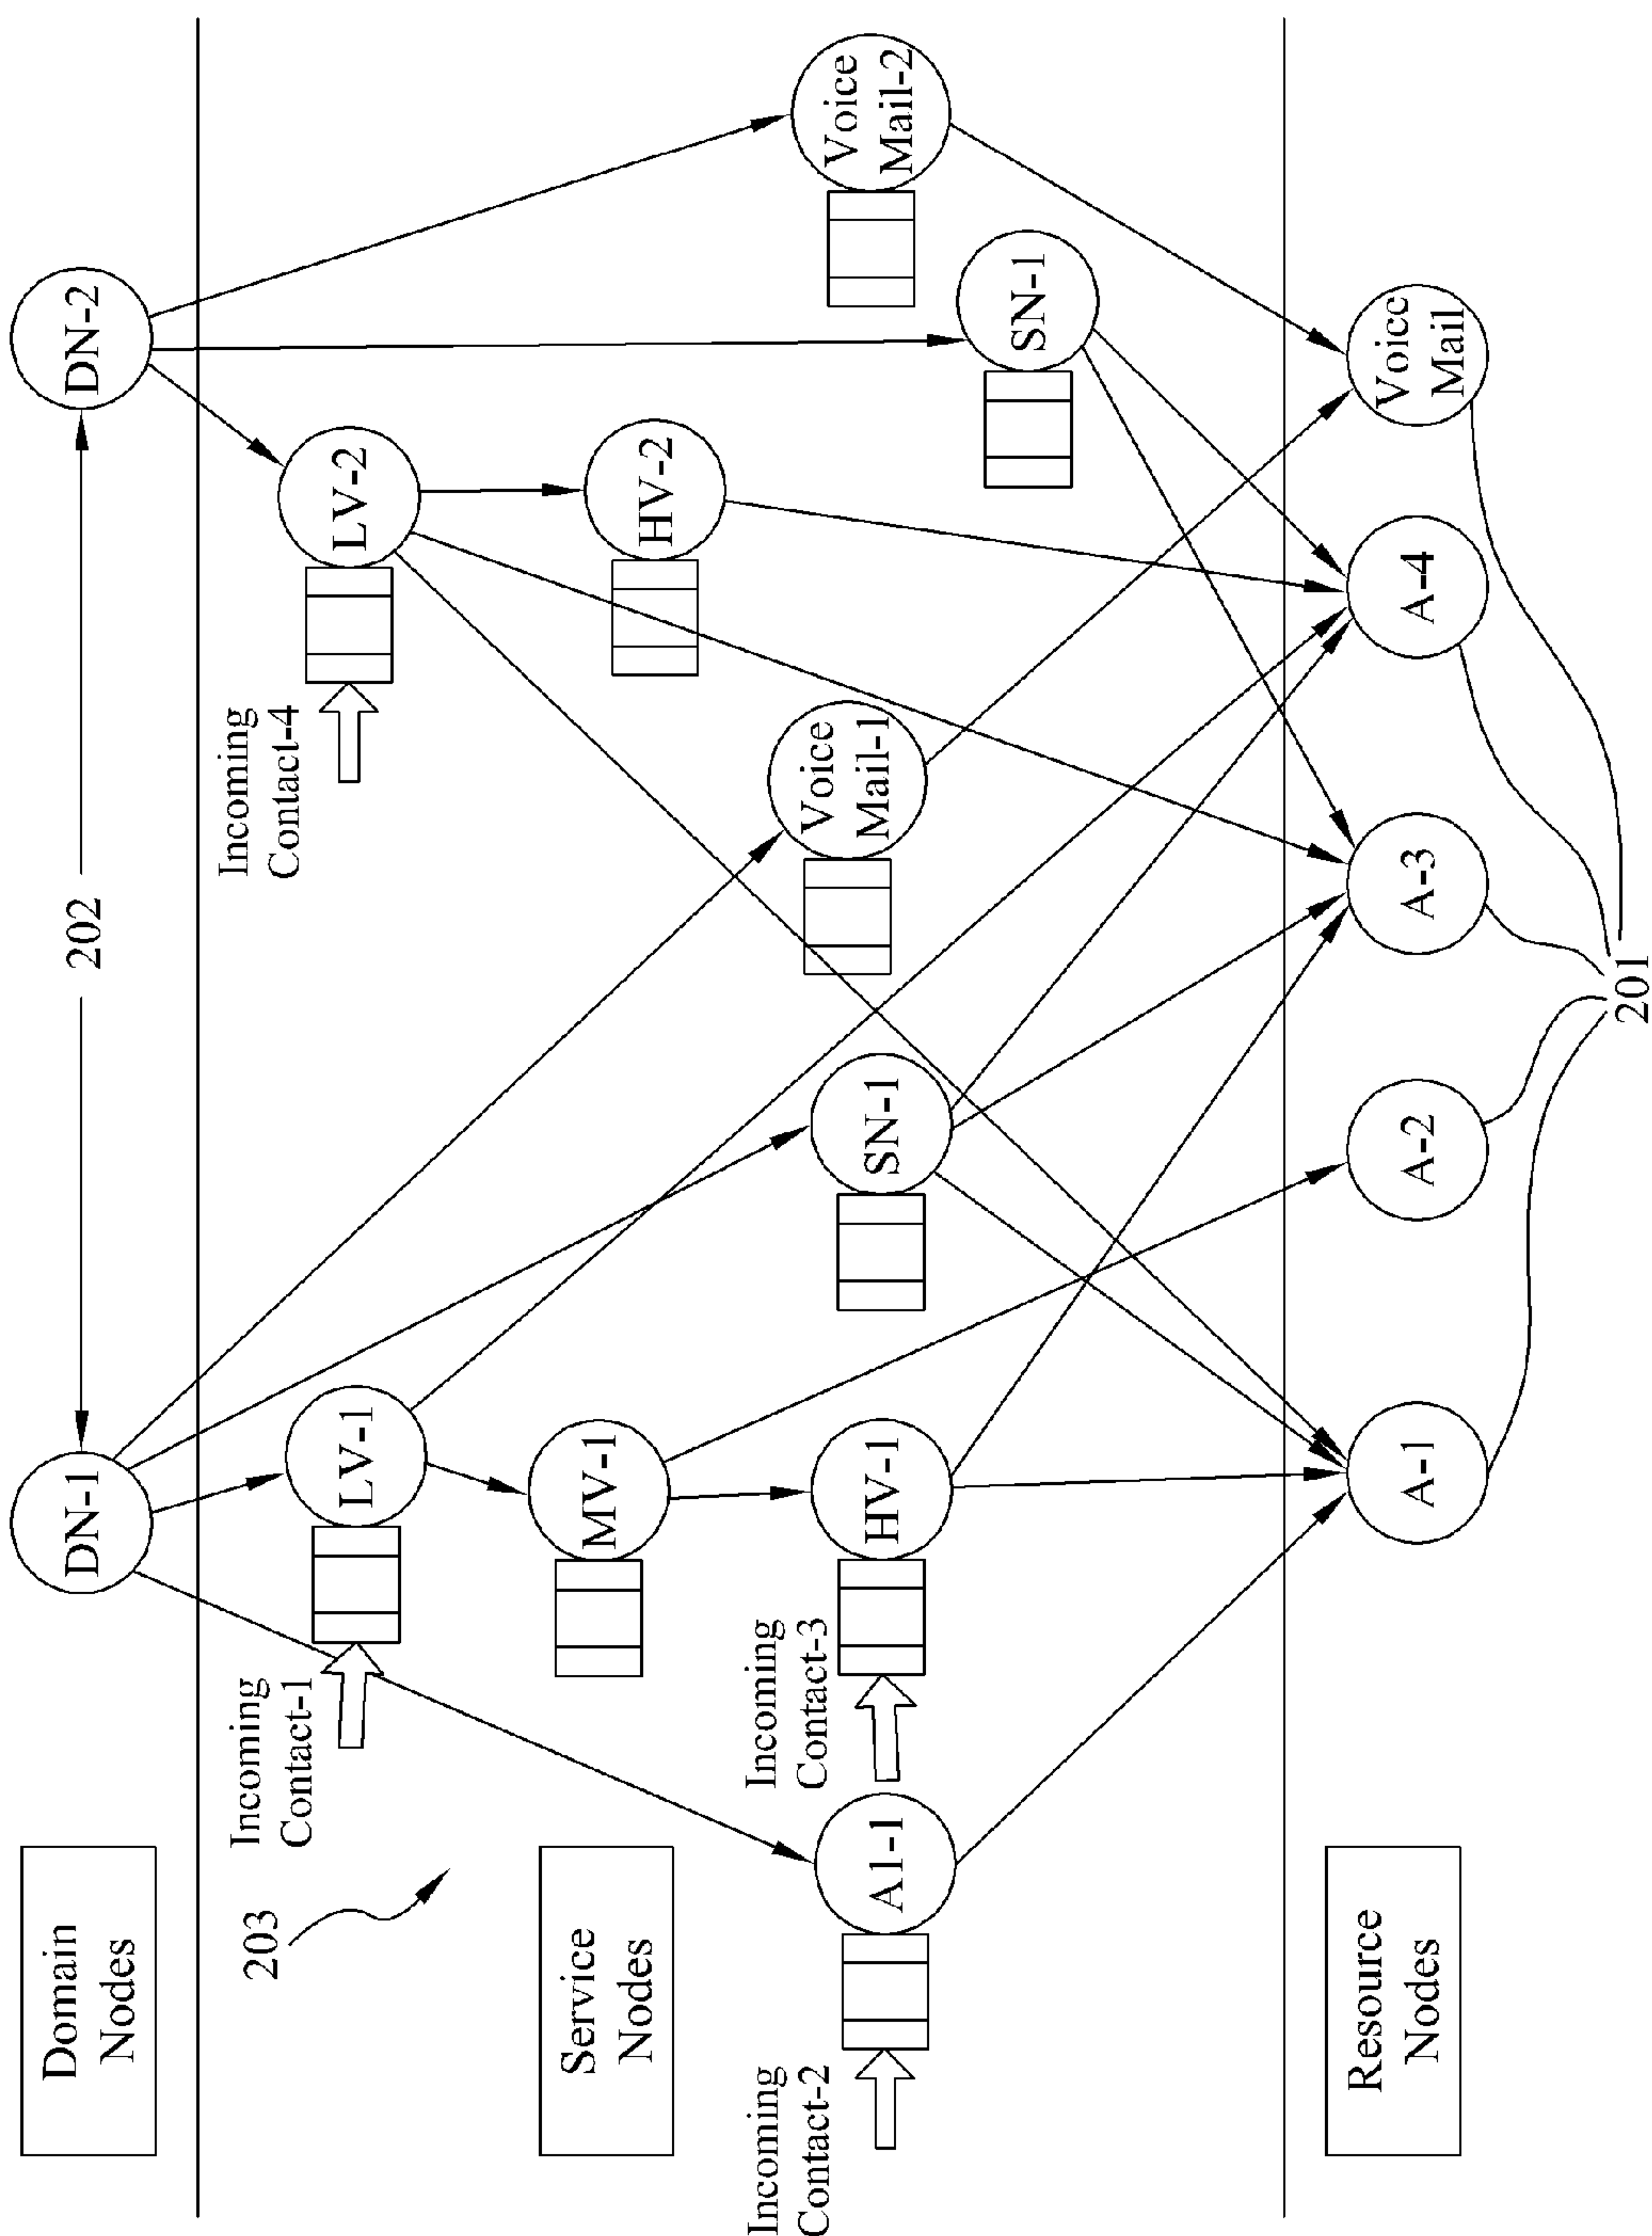 Domain
Nodes
DN-1
202
DN-2
Incoming
Contact-1
LV-1
Incoming
Contact-4
LV-2
203
Service
Nodes
MV-1
HV-2
Incoming
Contact-2
A1-1
Incoming
Contact-3
HV-1
SN-1
Voice
Mail-1
Voice
Mail-2
SN-1
Resource
Nodes
A-1
A-2
A-3
A-4
Voice
Mail
201